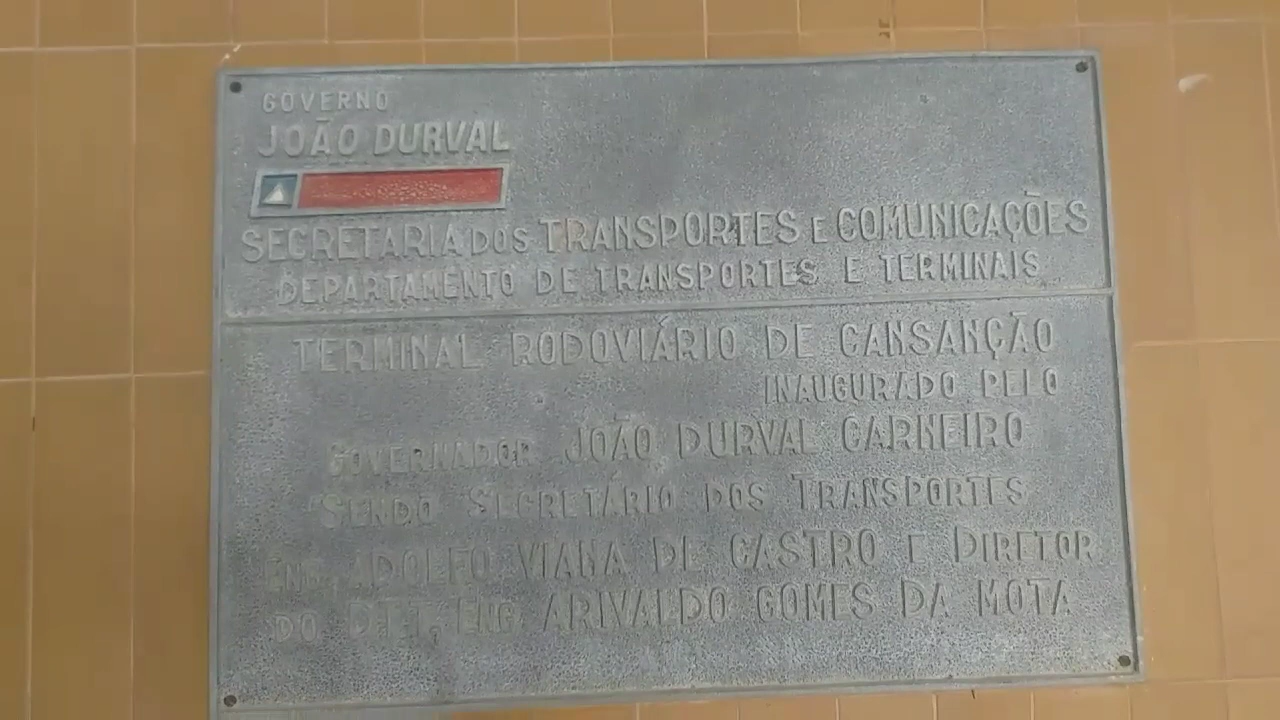 GOVERNO
JOÃO DURVAL
SECRETARIA DOS TRANSPORTES E COMUNICAÇÕES
DEPARTAMENTO DE TRANSPORTES E TERMINAIS
TERMINAL RODOVIÁRIO DE CANSANÇÃO
INAUGURADO PELO
GOVERNADOR JOÃO DURVAL CARNEIRO
SENDO SECRETÁRIO DOS TRANSPORTES
ENG. ADOLFO VIANA DE CASTRO E DIRETOR
DO D.T.T. ENG. ARIVALDO GOMES DA MOTA